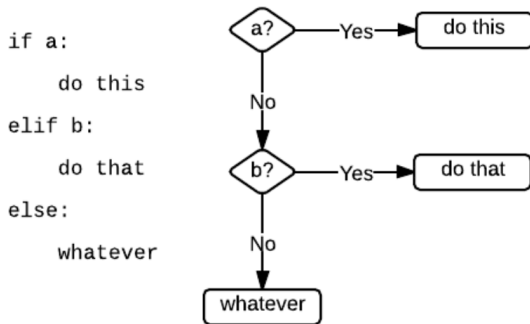 if a:
    do this
elif b:
    do that
else:
    whatever
a?
Yes
do this
No
b?
Yes
do that
No
whatever